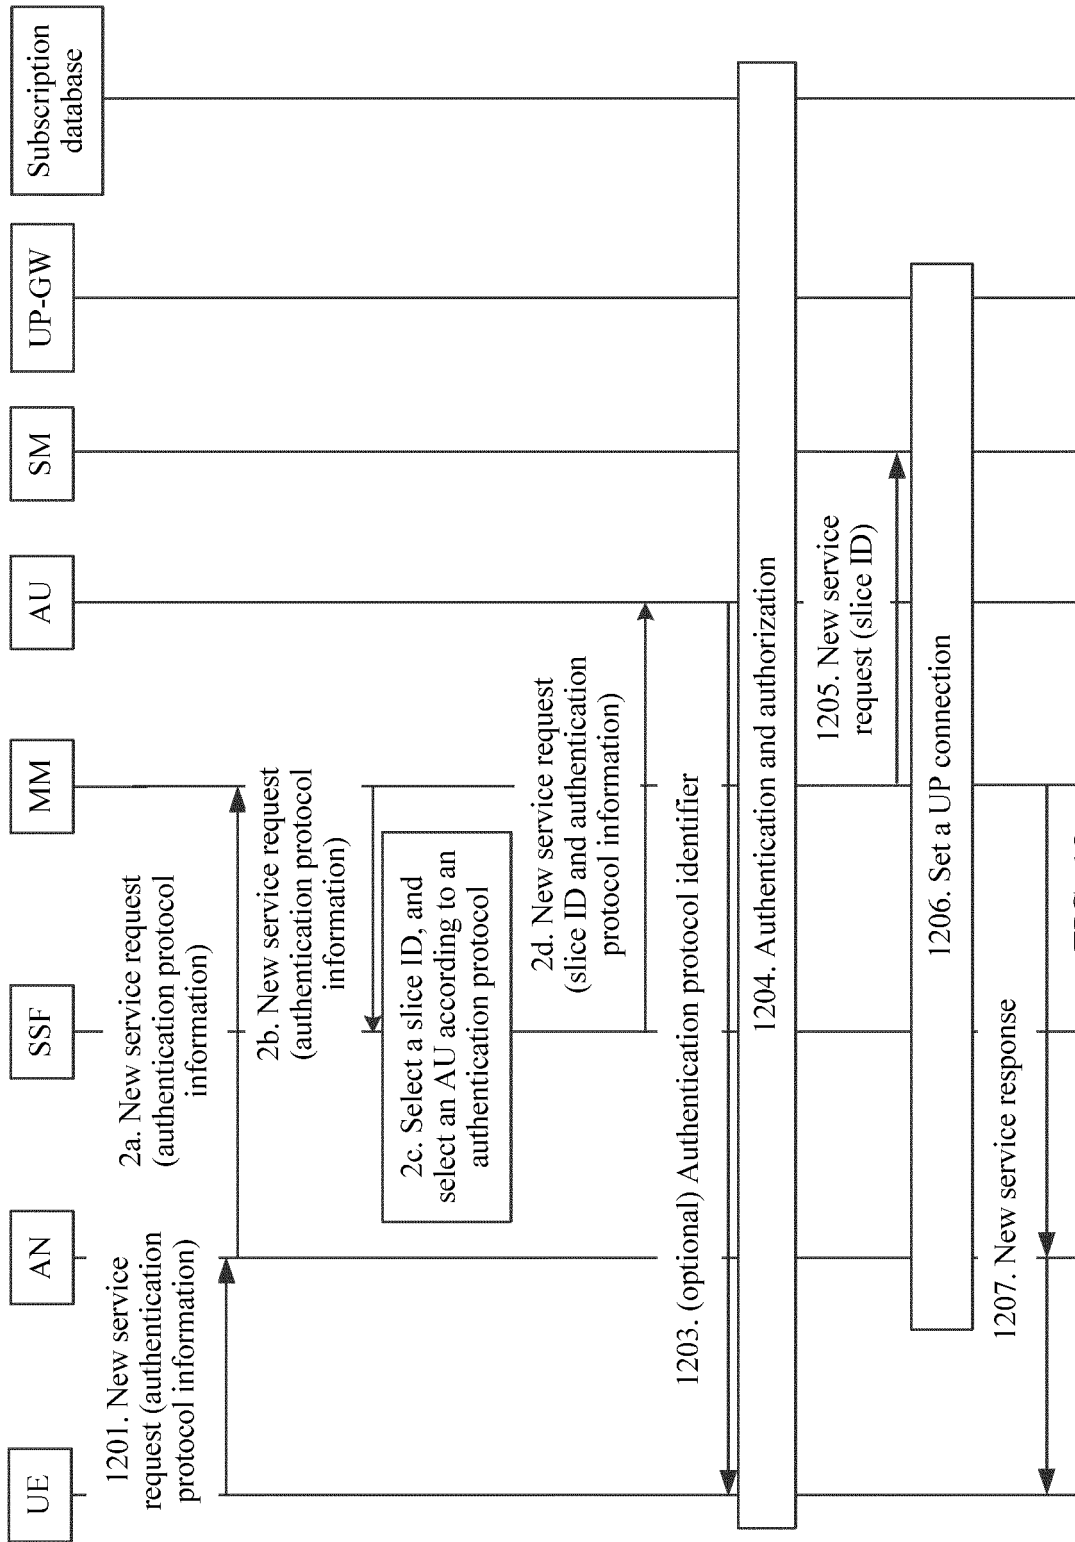 UE
AN
SSF
MM
AU
SM
UP-GW
Subscription
database
1201. New service
request (authentication
protocol information)
2a. New service request
(authentication protocol
information)
2b. New service request
(authentication protocol
information)
2c. Select a slice ID, and
select an AU according to an
authentication protocol
2d. New service request
(slice ID and authentication
protocol information)
1203. (optional) Authentication protocol identifier
1204. Authentication and authorization
1205. New service
request (slice ID)
1206. Set a UP connection
1207. New service response